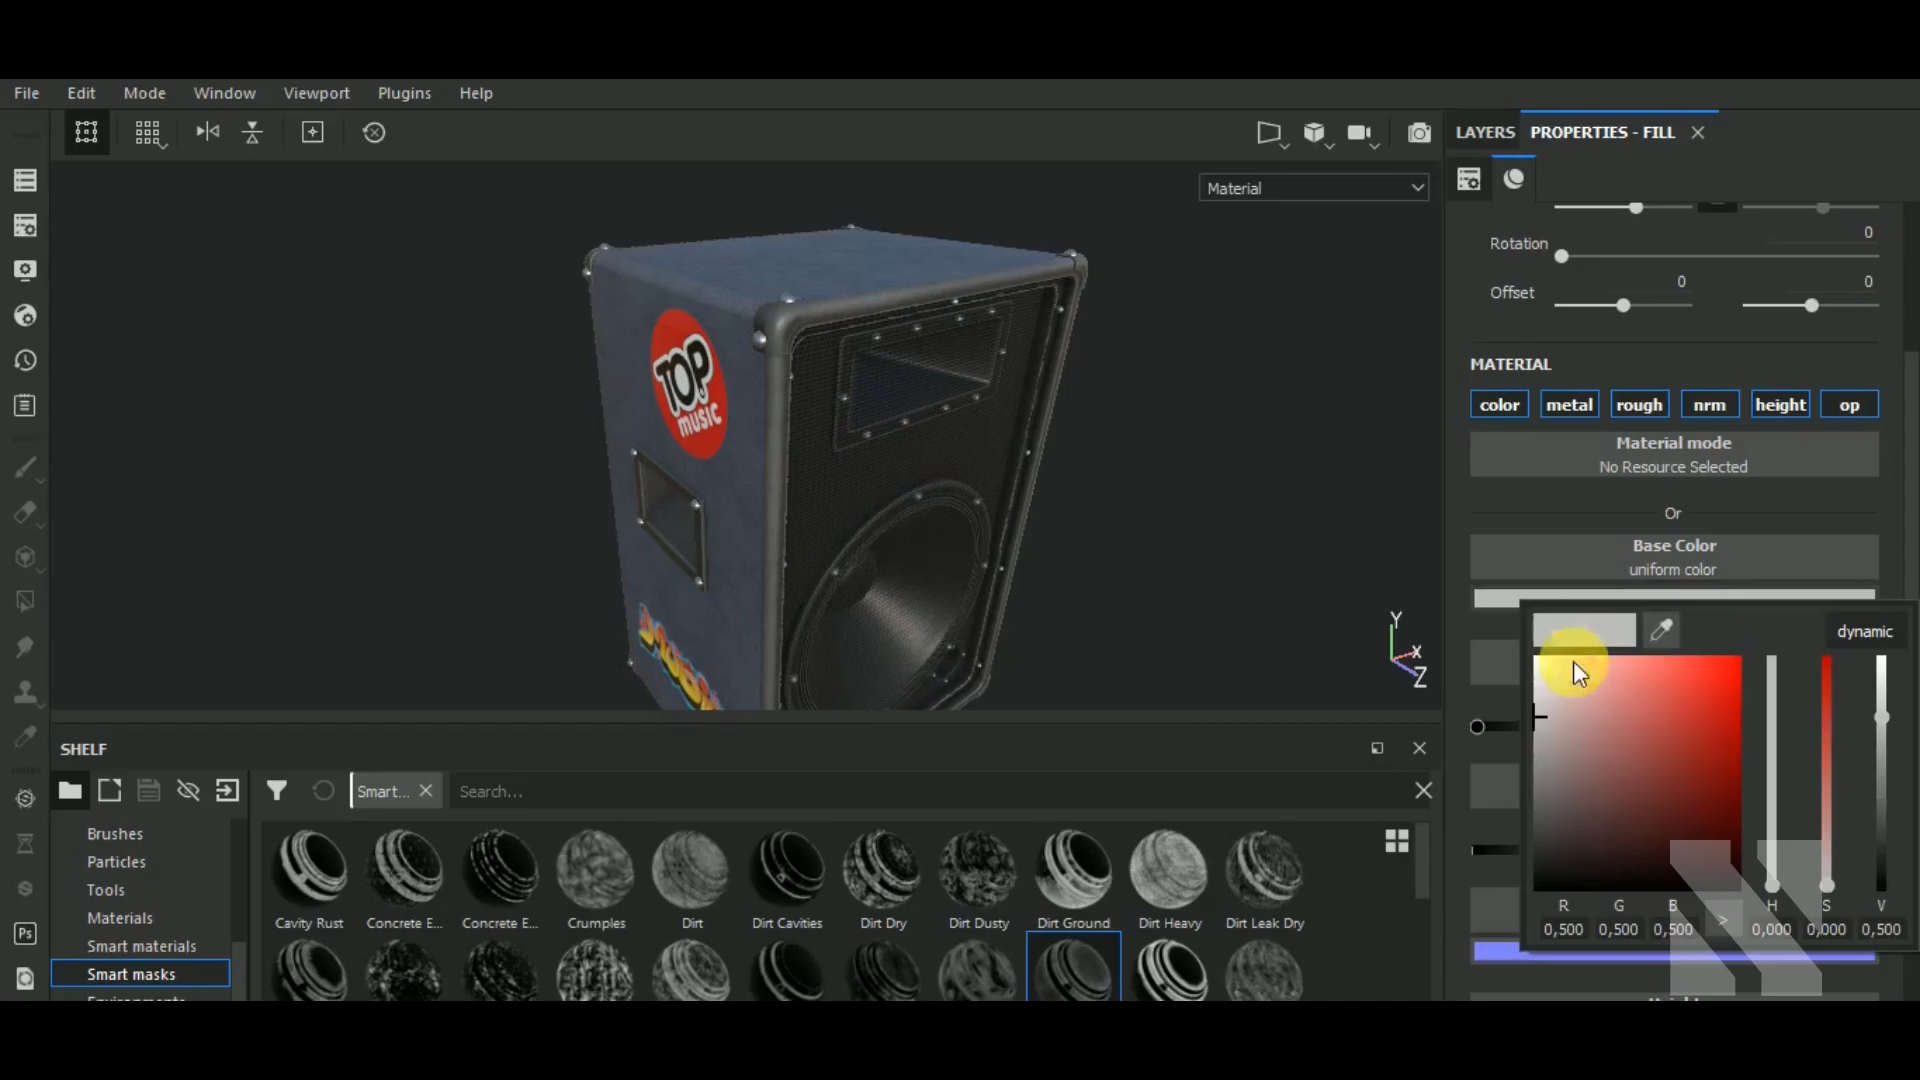 File Edit Mode Window Viewport Plugins Help
LAYERS PROPERTIES - FILL
Material
Rotation 0
Offset 0 0
MATERIAL
color metal rough nrm height op
Material mode
No Resource Selected
Or
Base Color
uniform color
dynamic
R G B H S V
0,500 0,500 0,500 > 0,000 0,000 0,500
TOP
MUSIC
Y
X
Z
SHELF
Smart... Search...
Brushes
Particles
Tools
Materials
Smart materials
Smart masks
Cavity Rust Concrete E... Concrete E... Crumples Dirt Dirt Cavities Dirt Dry Dirt Dusty Dirt Ground Dirt Heavy Dirt Leak Dry
Ps